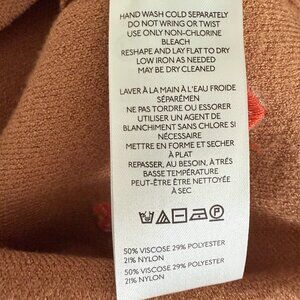 HAND WASH COLD SEPARATELY
DO NOT WRING OR TWIST
USE ONLY NON-CHLORINE
BLEACH
RESHAPE AND LAY FLAT TO DRY
LOW IRON AS NEEDED
MAY BE DRY CLEANED
LAVER À LA MAIN À L'EAU FROIDE
SÉPARÉMEN
NE PAS TORDRE OU ESSORER
UTILISER UN AGENT DE
BLANCHIMENT SANS CHLORE SI
NÉCESSAIRE
METTRE EN FORME ET SECHER
À PLAT
REPASSER, AU BESOIN, À TRÈS
BASSE TEMPÉRATURE
PEUT-ÊTRE ÊTRE NETTOYÉE
À SEC
50% VISCOSE 29% POLYESTER
21% NYLON
50% VISCOSE 29% POLYESTER
21% NYLON